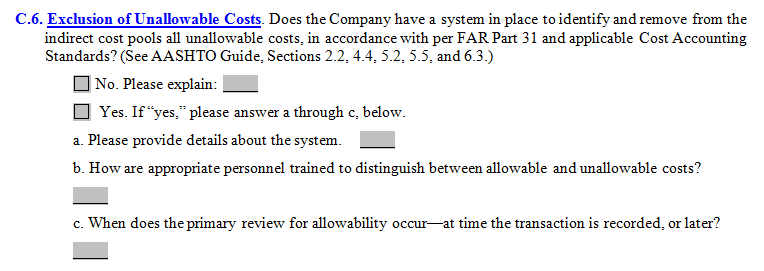 C.6. Exclusion of Unallowable Costs. Does the Company have a system in place to identify and remove from the
indirect cost pools all unallowable costs, in accordance with per FAR Part 31 and applicable Cost Accounting
Standards? (See AASHTO Guide, Sections 2.2, 4.4, 5.2, 5.5, and 6.3.)
No. Please explain:
Yes. If “yes,” please answer a through c, below.
a. Please provide details about the system.
b. How are appropriate personnel trained to distinguish between allowable and unallowable costs?
c. When does the primary review for allowability occur—at time the transaction is recorded, or later?